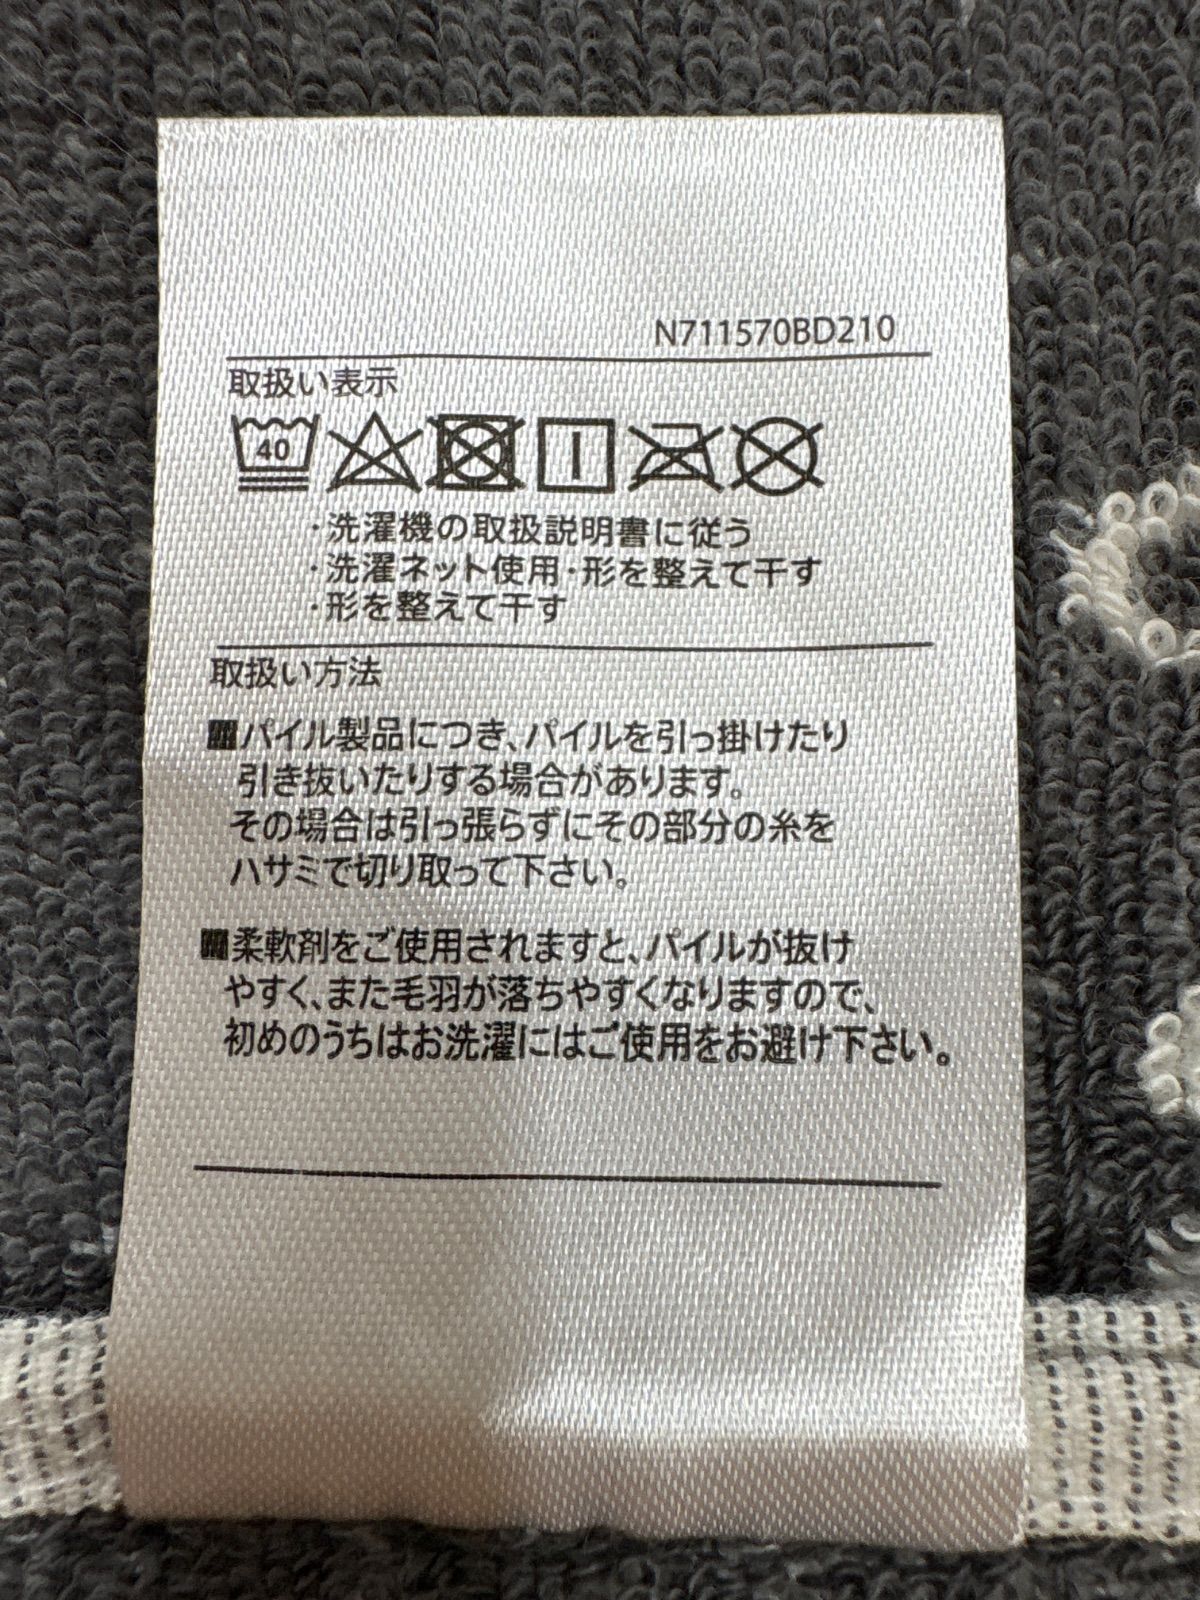 N711570BD210
取扱い表示
40
・洗濯機の取扱説明書に従う
・洗濯ネット使用・形を整えて干す
・形を整えて干す
取扱い方法
■パイル製品につき、パイルを引っ掛けたり
引き抜いたりする場合があります。
その場合は引っ張らずにその部分の糸を
ハサミで切り取って下さい。
■柔軟剤をご使用されますと、パイルが抜け
やすく、また毛羽が落ちやすくなりますので、
初めのうちはお洗濯にはご使用をお避け下さい。